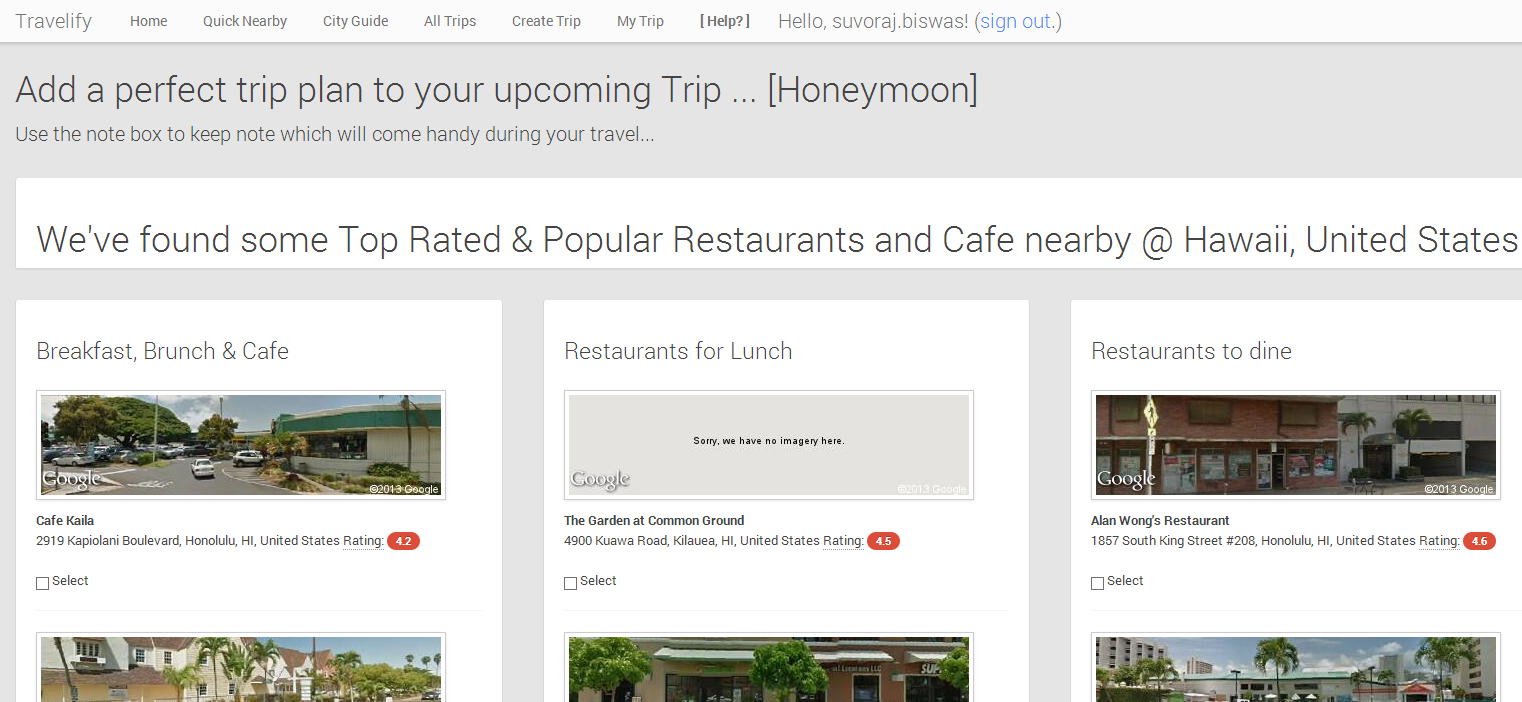 Travelify Home Quick Nearby City Guide All Trips Create Trip My Trip [ Help? ] Hello, suvoraj.biswas! (sign out.)
Add a perfect trip plan to your upcoming Trip ... [Honeymoon]
Use the note box to keep note which will come handy during your travel...
We've found some Top Rated & Popular Restaurants and Cafe nearby @ Hawaii, United States
Breakfast, Brunch & Cafe
Google
©2013 Google
Cafe Kaila
2919 Kapiolani Boulevard, Honolulu, HI, United States Rating: 4.2
Select
Restaurants for Lunch
Sorry, we have no imagery here.
Google
©2013 Google
The Garden at Common Ground
4900 Kuawa Road, Kilauea, HI, United States Rating: 4.5
Select
Restaurants to dine
Google
©2013 Google
Alan Wong's Restaurant
1857 South King Street #208, Honolulu, HI, United States Rating: 4.6
Select